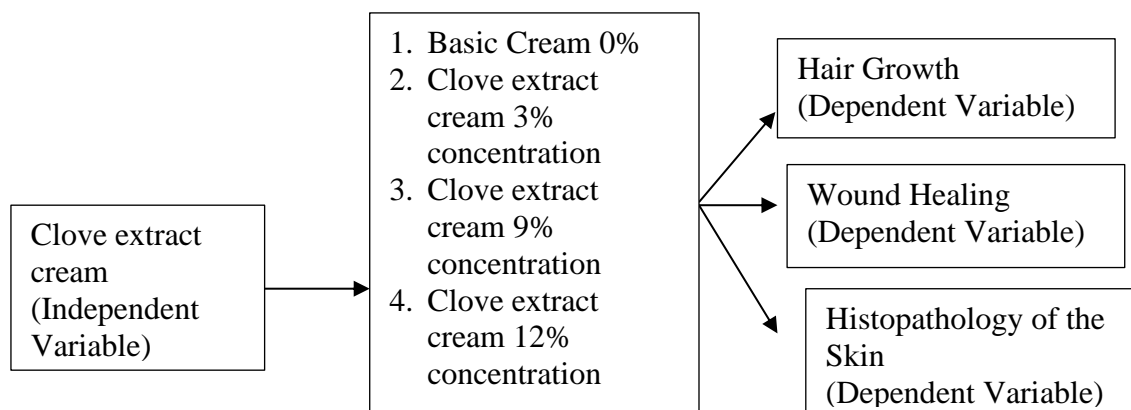 Clove extract
cream
(Independent
Variable)
1. Basic Cream 0%
2. Clove extract
cream 3%
concentration
3. Clove extract
cream 9%
concentration
4. Clove extract
cream 12%
concentration
Hair Growth
(Dependent Variable)
Wound Healing
(Dependent Variable)
Histopathology of the
Skin
(Dependent Variable)